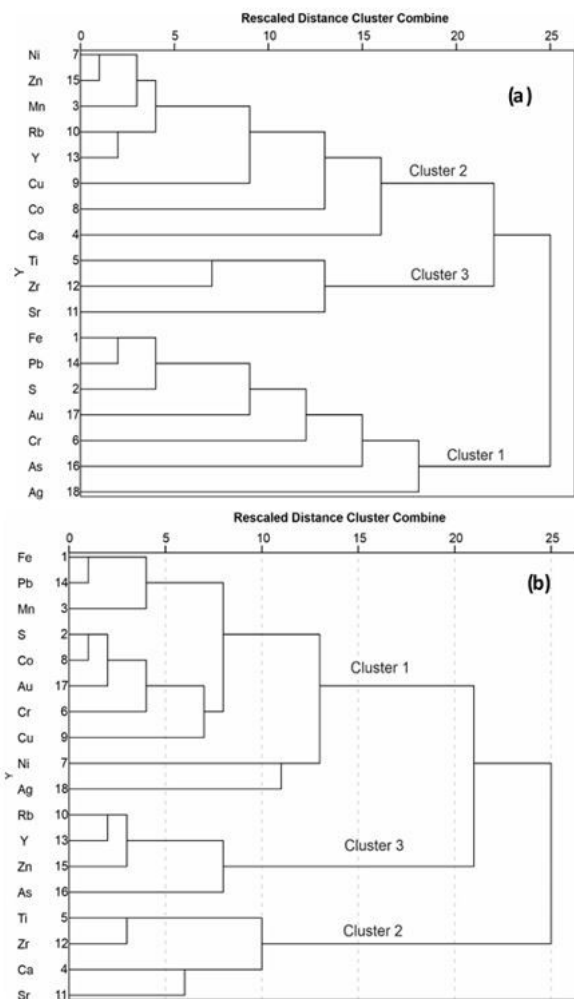 Rescaled Distance Cluster Combine
0 5 10 15 20 25
(a)
Ni 7
Zn 15
Mn 3
Rb 10
Y 13
Cu 9
Co 8
Ca 4
Cluster 2
Ti 5
Y
Zr 12
Sr 11
Cluster 3
Fe 1
Pb 14
S 2
Au 17
Cr 6
As 16
Ag 18
Cluster 1
Rescaled Distance Cluster Combine
0 5 10 15 20 25
(b)
Fe 1
Pb 14
Mn 3
S 2
Co 8
Au 17
Cr 6
Cu 9
Cluster 1
Ni 7
Y
Ag 18
Rb 10
Y 13
Zn 15
As 16
Cluster 3
Ti 5
Zr 12
Ca 4
Sr 11
Cluster 2